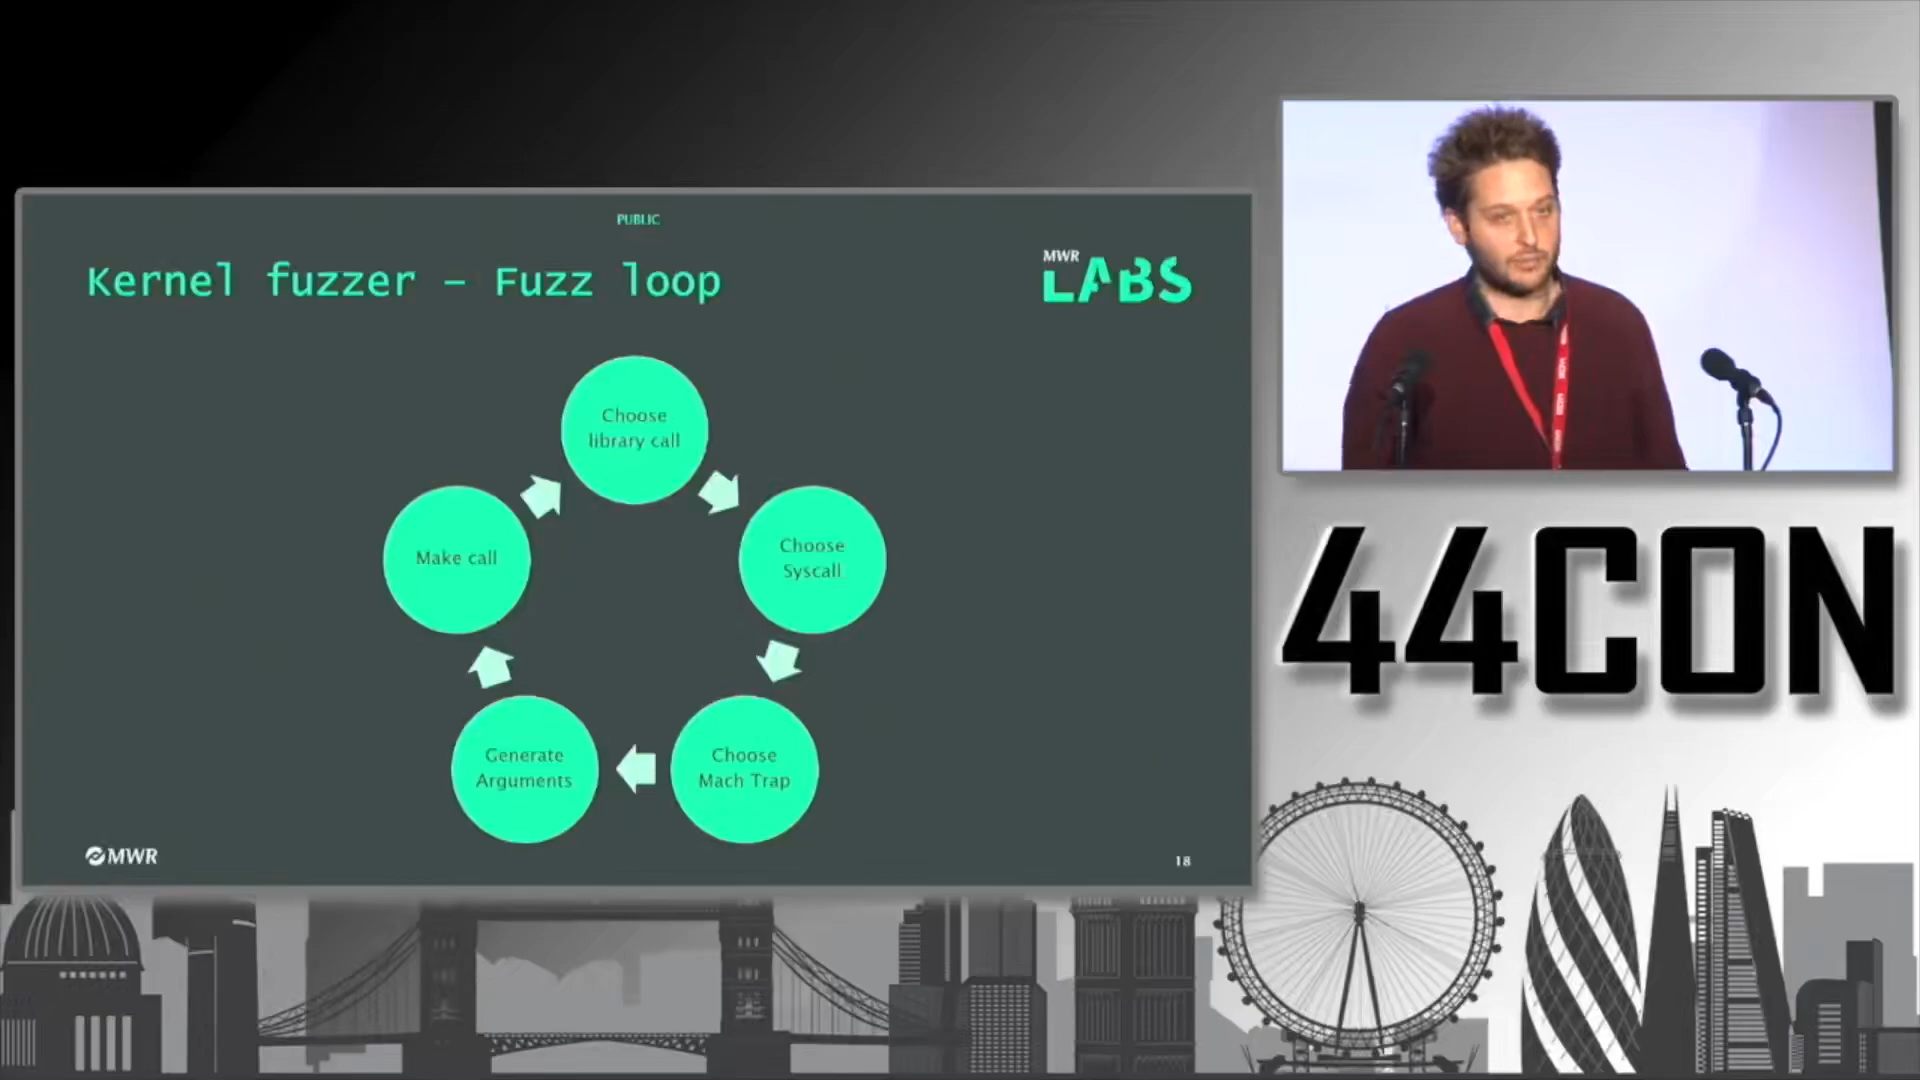 PUBLIC
Kernel fuzzer – Fuzz loop
MWR
LABS
Choose
library call
Choose
Syscall
Choose
Mach Trap
Generate
Arguments
Make call
MWR
18
44CON